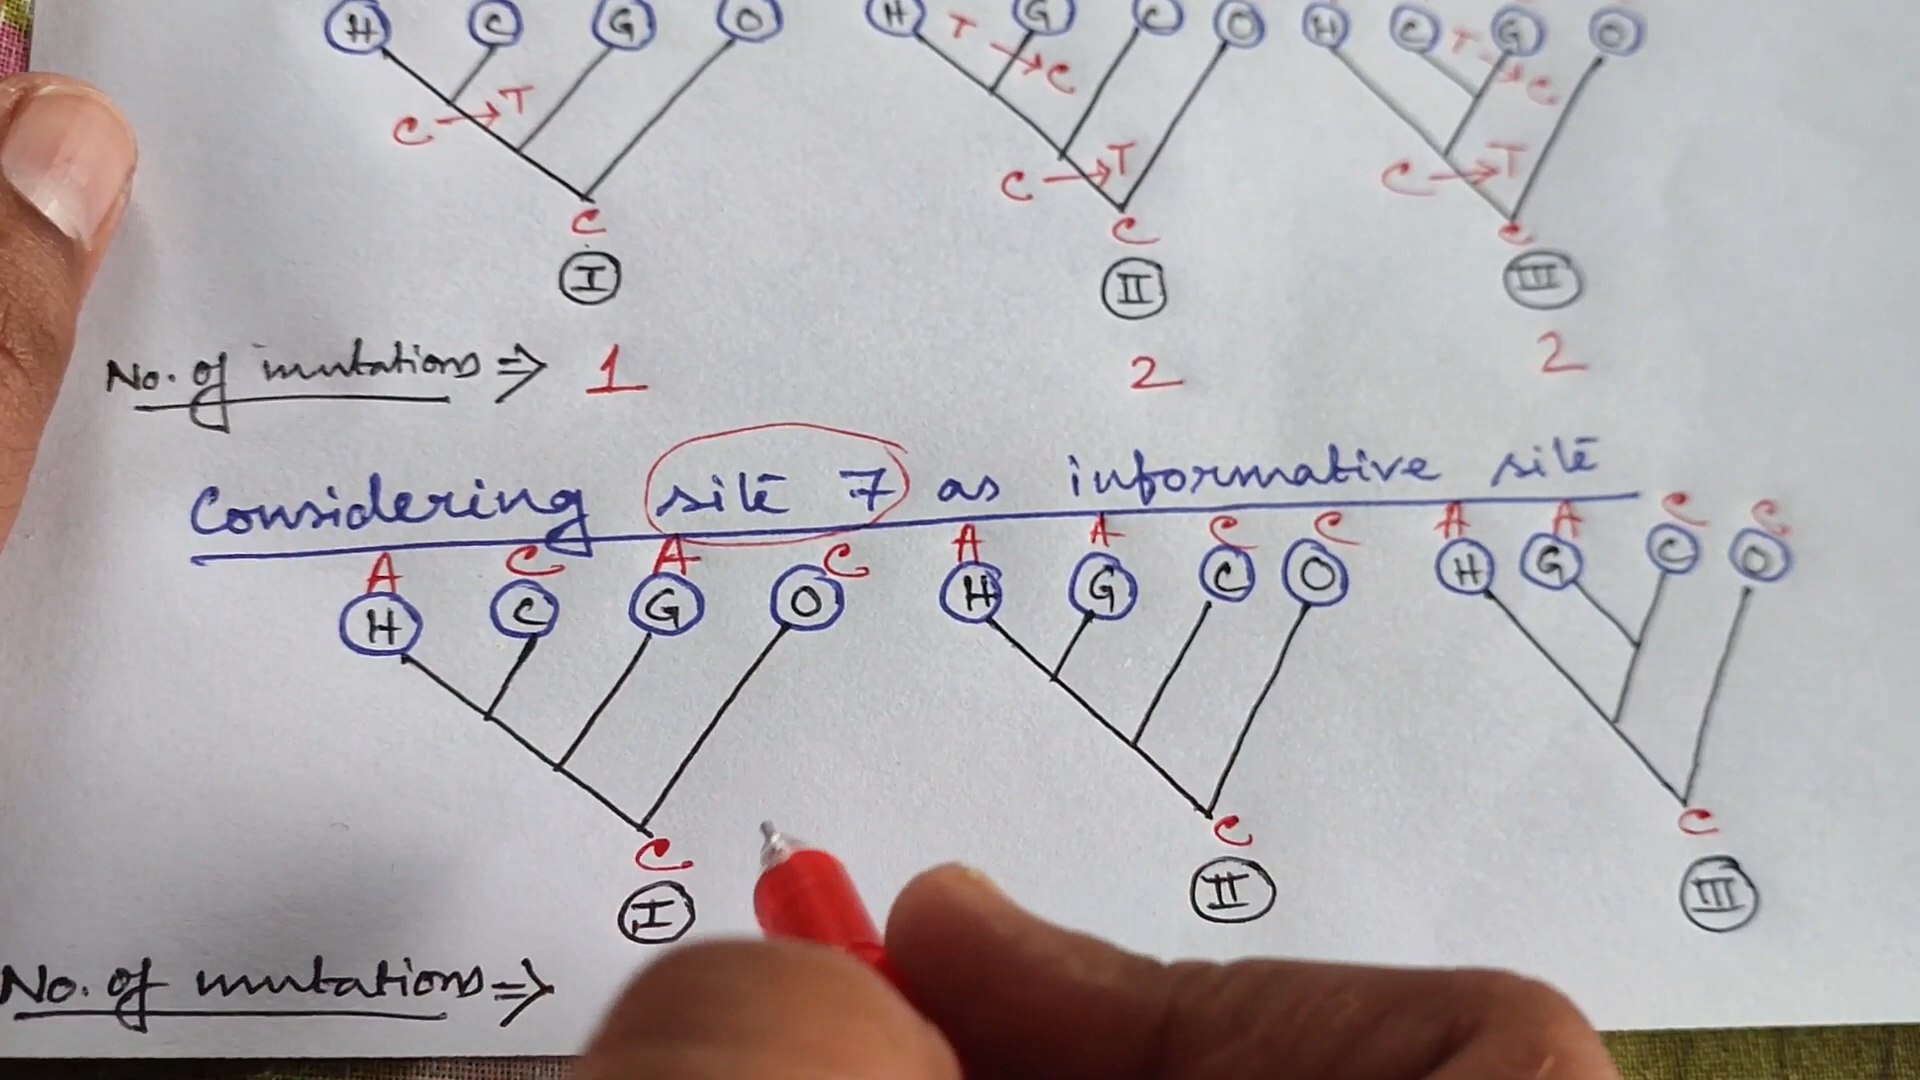 H C G O H G C O H C G O
T → C T → C
C → T C → T C → T
C C C
I II III
No. of mutations ⇒ 1 2 2
Considering site 7 as informative site
A C A C A A C C A A C C
H C G O H G C O H G C O
C C C
I II III
No. of mutations ⇒